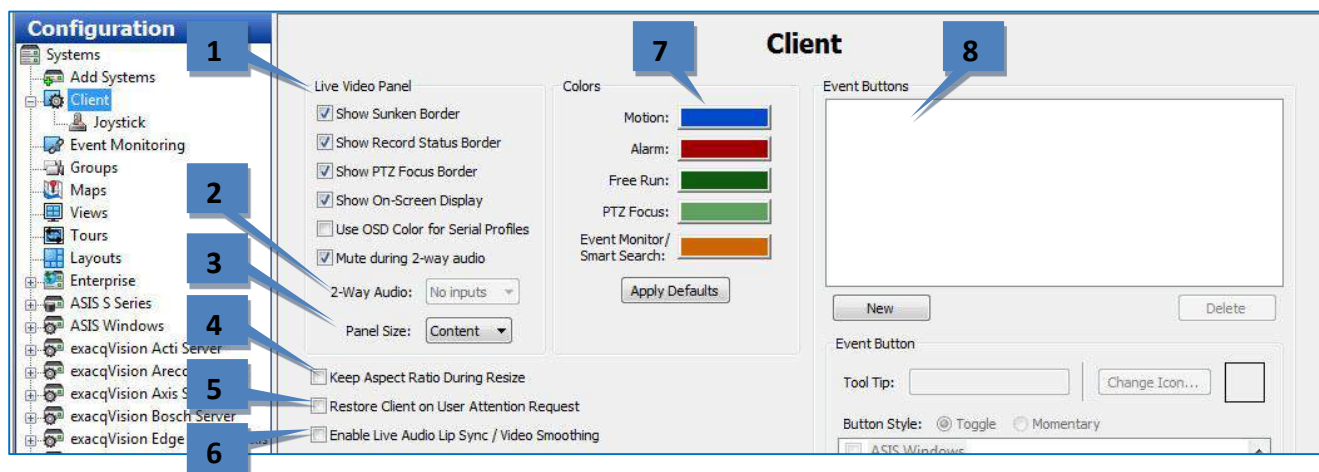 Configuration
Systems
Add Systems
Client
Joystick
Event Monitoring
Groups
Maps
Views
Tours
Layouts
Enterprise
ASIS S Series
ASIS Windows
exacqVision Acti Server
exacqVision Areco
exacqVision Axis S
exacqVision Bosch Server
exacqVision Edge
1
2
3
4
5
6
7
8
Client
Live Video Panel
Show Sunken Border
Show Record Status Border
Show PTZ Focus Border
Show On-Screen Display
Use OSD Color for Serial Profiles
Mute during 2-way audio
2-Way Audio: No inputs
Panel Size: Content
Keep Aspect Ratio During Resize
Restore Client on User Attention Request
Enable Live Audio Lip Sync / Video Smoothing
Colors
Motion:
Alarm:
Free Run:
PTZ Focus:
Event Monitor/
Smart Search:
Apply Defaults
Event Buttons
New Delete
Event Button
Tool Tip: Change Icon...
Button Style: Toggle Momentary
ASIS Windows